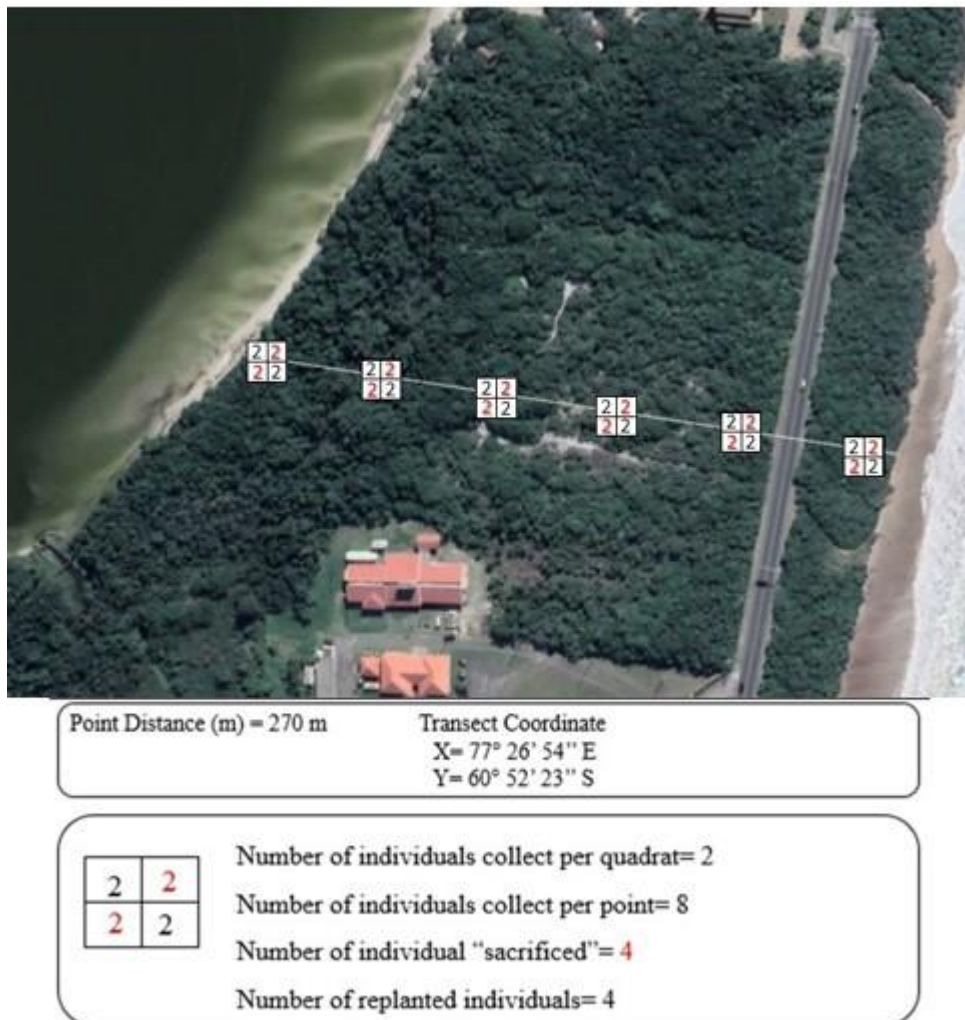 2 2
2 2
2 2
2 2
2 2
2 2
2 2
2 2
2 2
2 2
2 2
2 2
Point Distance (m) = 270 m
Transect Coordinate
X= 77° 26’ 54’’ E
Y= 60° 52’ 23’’ S
2 2
2 2
Number of individuals collect per quadrat= 2
Number of individuals collect per point= 8
Number of individual “sacrificed”= 4
Number of replanted individuals= 4